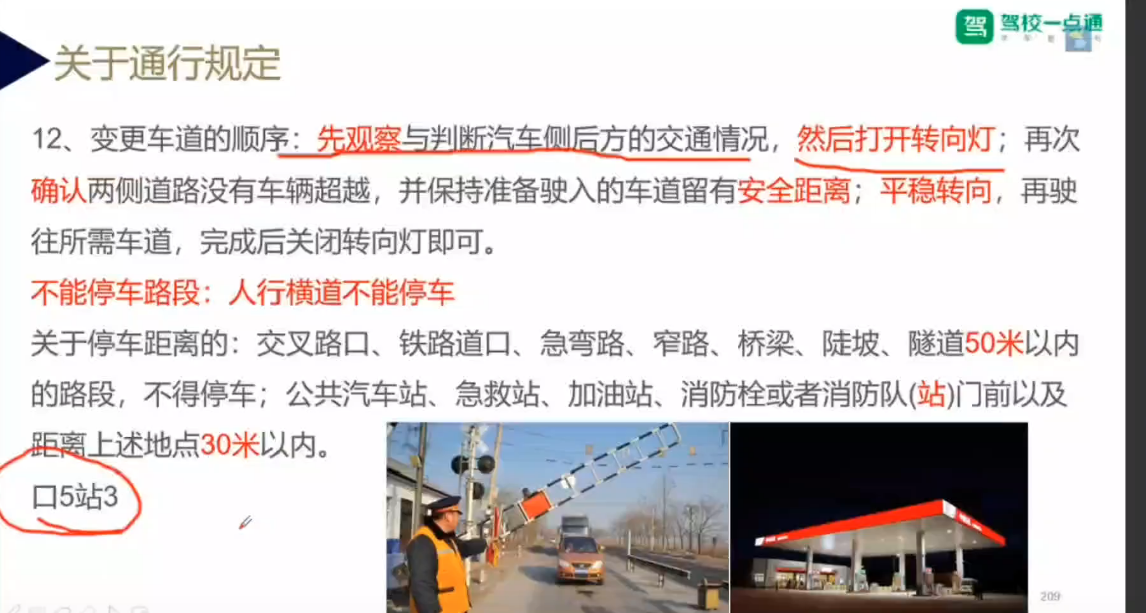 驾 驾校一点通
关于通行规定
12、变更车道的顺序：先观察与判断汽车侧后方的交通情况，然后打开转向灯；再次
确认两侧道路没有车辆超越，并保持准备驶入的车道留有安全距离；平稳转向，再驶
往所需车道，完成后关闭转向灯即可。
不能停车路段：人行横道不能停车
关于停车距离的：交叉路口、铁路道口、急弯路、窄路、桥梁、陡坡、隧道50米以内
的路段，不得停车；公共汽车站、急救站、加油站、消防栓或者消防队(站)门前以及
距离上述地点30米以内。
口5站3
209